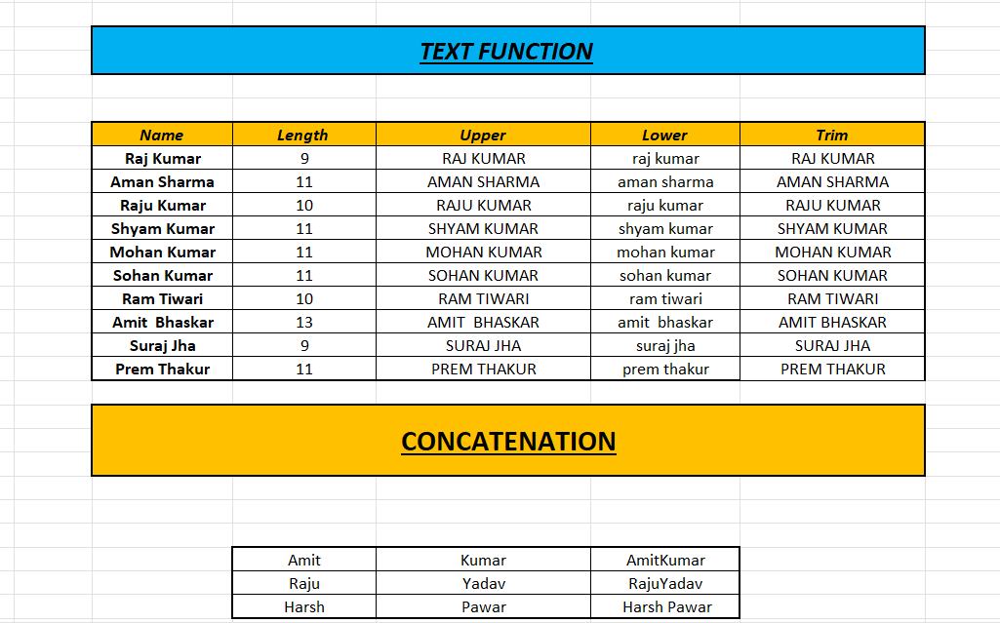 TEXT FUNCTION
Name Length Upper Lower Trim
Raj Kumar 9 RAJ KUMAR raj kumar RAJ KUMAR
Aman Sharma 11 AMAN SHARMA aman sharma AMAN SHARMA
Raju Kumar 10 RAJU KUMAR raju kumar RAJU KUMAR
Shyam Kumar 11 SHYAM KUMAR shyam kumar SHYAM KUMAR
Mohan Kumar 11 MOHAN KUMAR mohan kumar MOHAN KUMAR
Sohan Kumar 11 SOHAN KUMAR sohan kumar SOHAN KUMAR
Ram Tiwari 10 RAM TIWARI ram tiwari RAM TIWARI
Amit  Bhaskar 13 AMIT  BHASKAR amit  bhaskar AMIT BHASKAR
Suraj Jha 9 SURAJ JHA suraj jha SURAJ JHA
Prem Thakur 11 PREM THAKUR prem thakur PREM THAKUR
CONCATENATION
Amit Kumar AmitKumar
Raju Yadav RajuYadav
Harsh Pawar Harsh Pawar